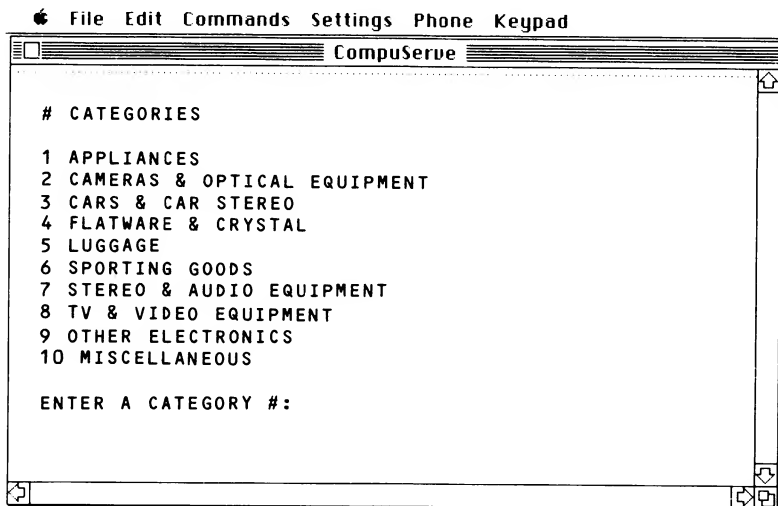 File Edit Commands Settings Phone Keypad
CompuServe
# CATEGORIES
1 APPLIANCES
2 CAMERAS & OPTICAL EQUIPMENT
3 CARS & CAR STEREO
4 FLATWARE & CRYSTAL
5 LUGGAGE
6 SPORTING GOODS
7 STEREO & AUDIO EQUIPMENT
8 TV & VIDEO EQUIPMENT
9 OTHER ELECTRONICS
10 MISCELLANEOUS
ENTER A CATEGORY #: